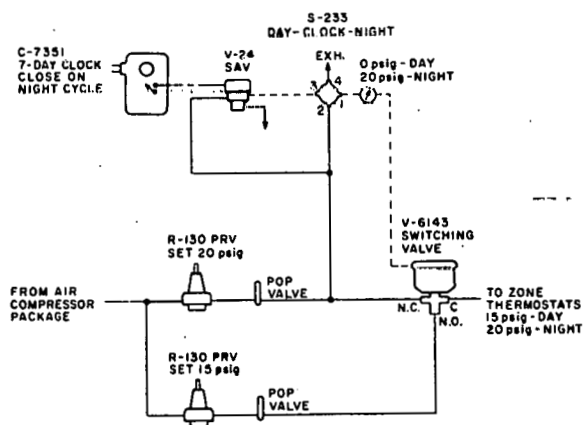 S-233
DAY-CLOCK-NIGHT
C-7351
7-DAY CLOCK
CLOSE ON
NIGHT CYCLE
V-24
SAV
EXH.
0 psig-DAY
20 psig-NIGHT
3
4
2
1
V-6143
SWITCHING
VALVE
R-130 PRV
SET 20 psig
FROM AIR
COMPRESSOR
PACKAGE
POP
VALVE
N.C.
C
N.O.
TO ZONE
THERMOSTATS
15 psig-DAY
20 psig-NIGHT
R-130 PRV
SET 15 psig
POP
VALVE